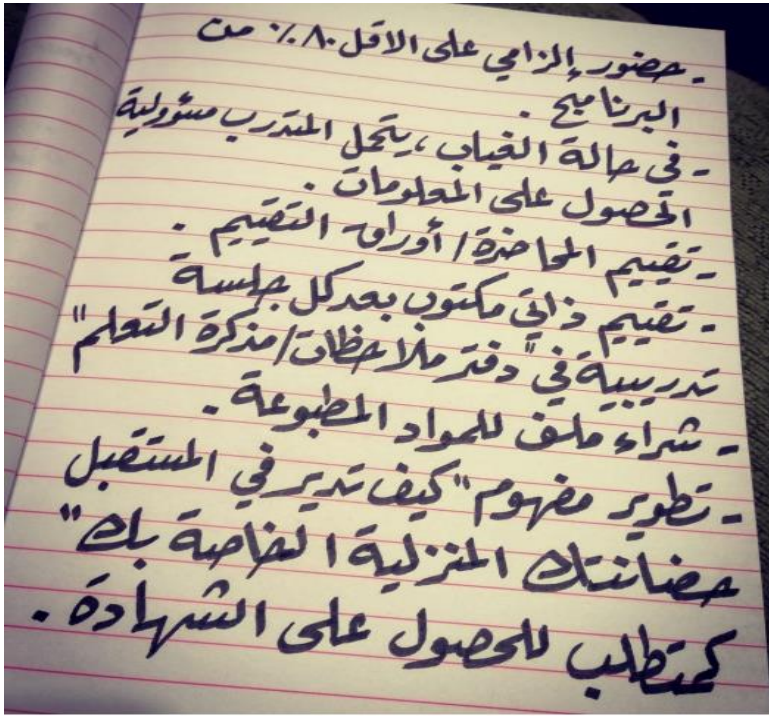 - حضور إلزامي على الاقل ٨٠٪ من
البرنامج .
- في حالة الغياب ، يتحمل المتدرب مسؤولية
الحصول على المعلومات .
- تقييم المحاضرة / أوراق التقييم .
- تقييم ذاتي مكتوب بعد كل جلسة
تدريبية في " دفتر ملاحظات / مذكرة التعلم "
- شراء ملف للمواد المطبوعة .
- تطوير مفهوم " كيف تدير في المستقبل
حضانتك المنزلية الخاصة بك "
كمتطلب للحصول على الشهادة .